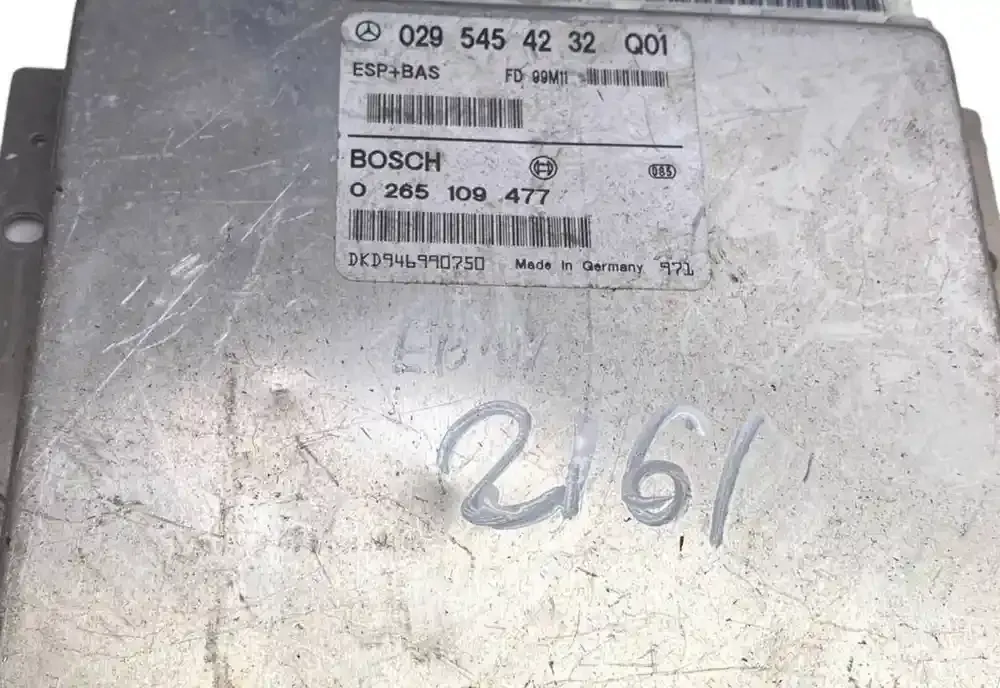 029 545 42 32 Q01
ESP+BAS FD 99M11
BOSCH 085
0 265 109 477
DKD946990750 Made in Germany 971
2161